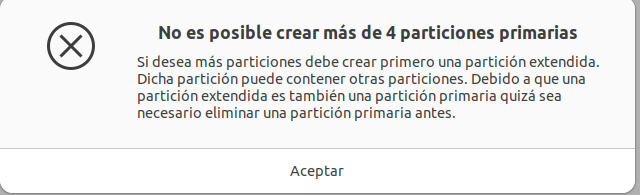 No es posible crear más de 4 particiones primarias
Si desea más particiones debe crear primero una partición extendida.
Dicha partición puede contener otras particiones. Debido a que una
partición extendida es también una partición primaria quizá sea
necesario eliminar una partición primaria antes.
Aceptar